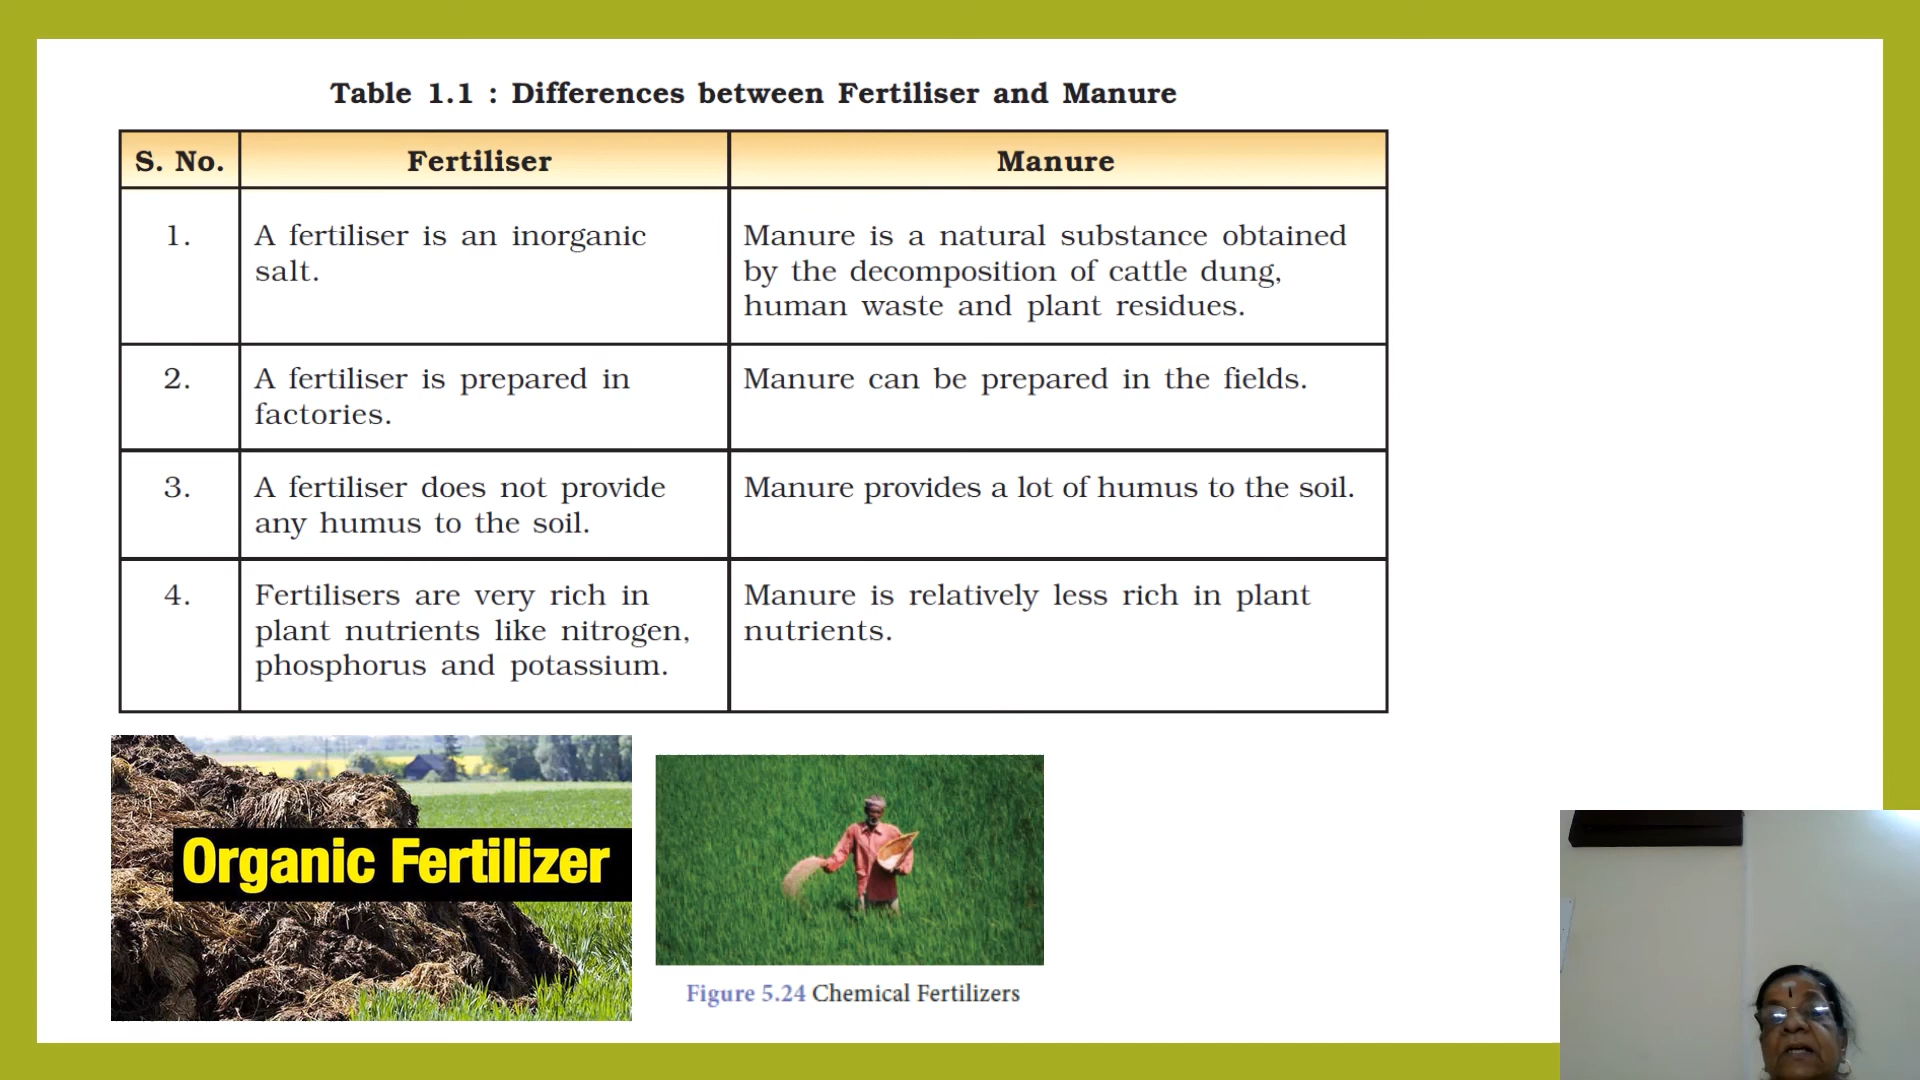 Table 1.1 : Differences between Fertiliser and Manure
S. No. Fertiliser Manure
1. A fertiliser is an inorganic Manure is a natural substance obtained
salt. by the decomposition of cattle dung,
human waste and plant residues.
2. A fertiliser is prepared in Manure can be prepared in the fields.
factories.
3. A fertiliser does not provide Manure provides a lot of humus to the soil.
any humus to the soil.
4. Fertilisers are very rich in Manure is relatively less rich in plant
plant nutrients like nitrogen, nutrients.
phosphorus and potassium.
Organic Fertilizer
Figure 5.24 Chemical Fertilizers